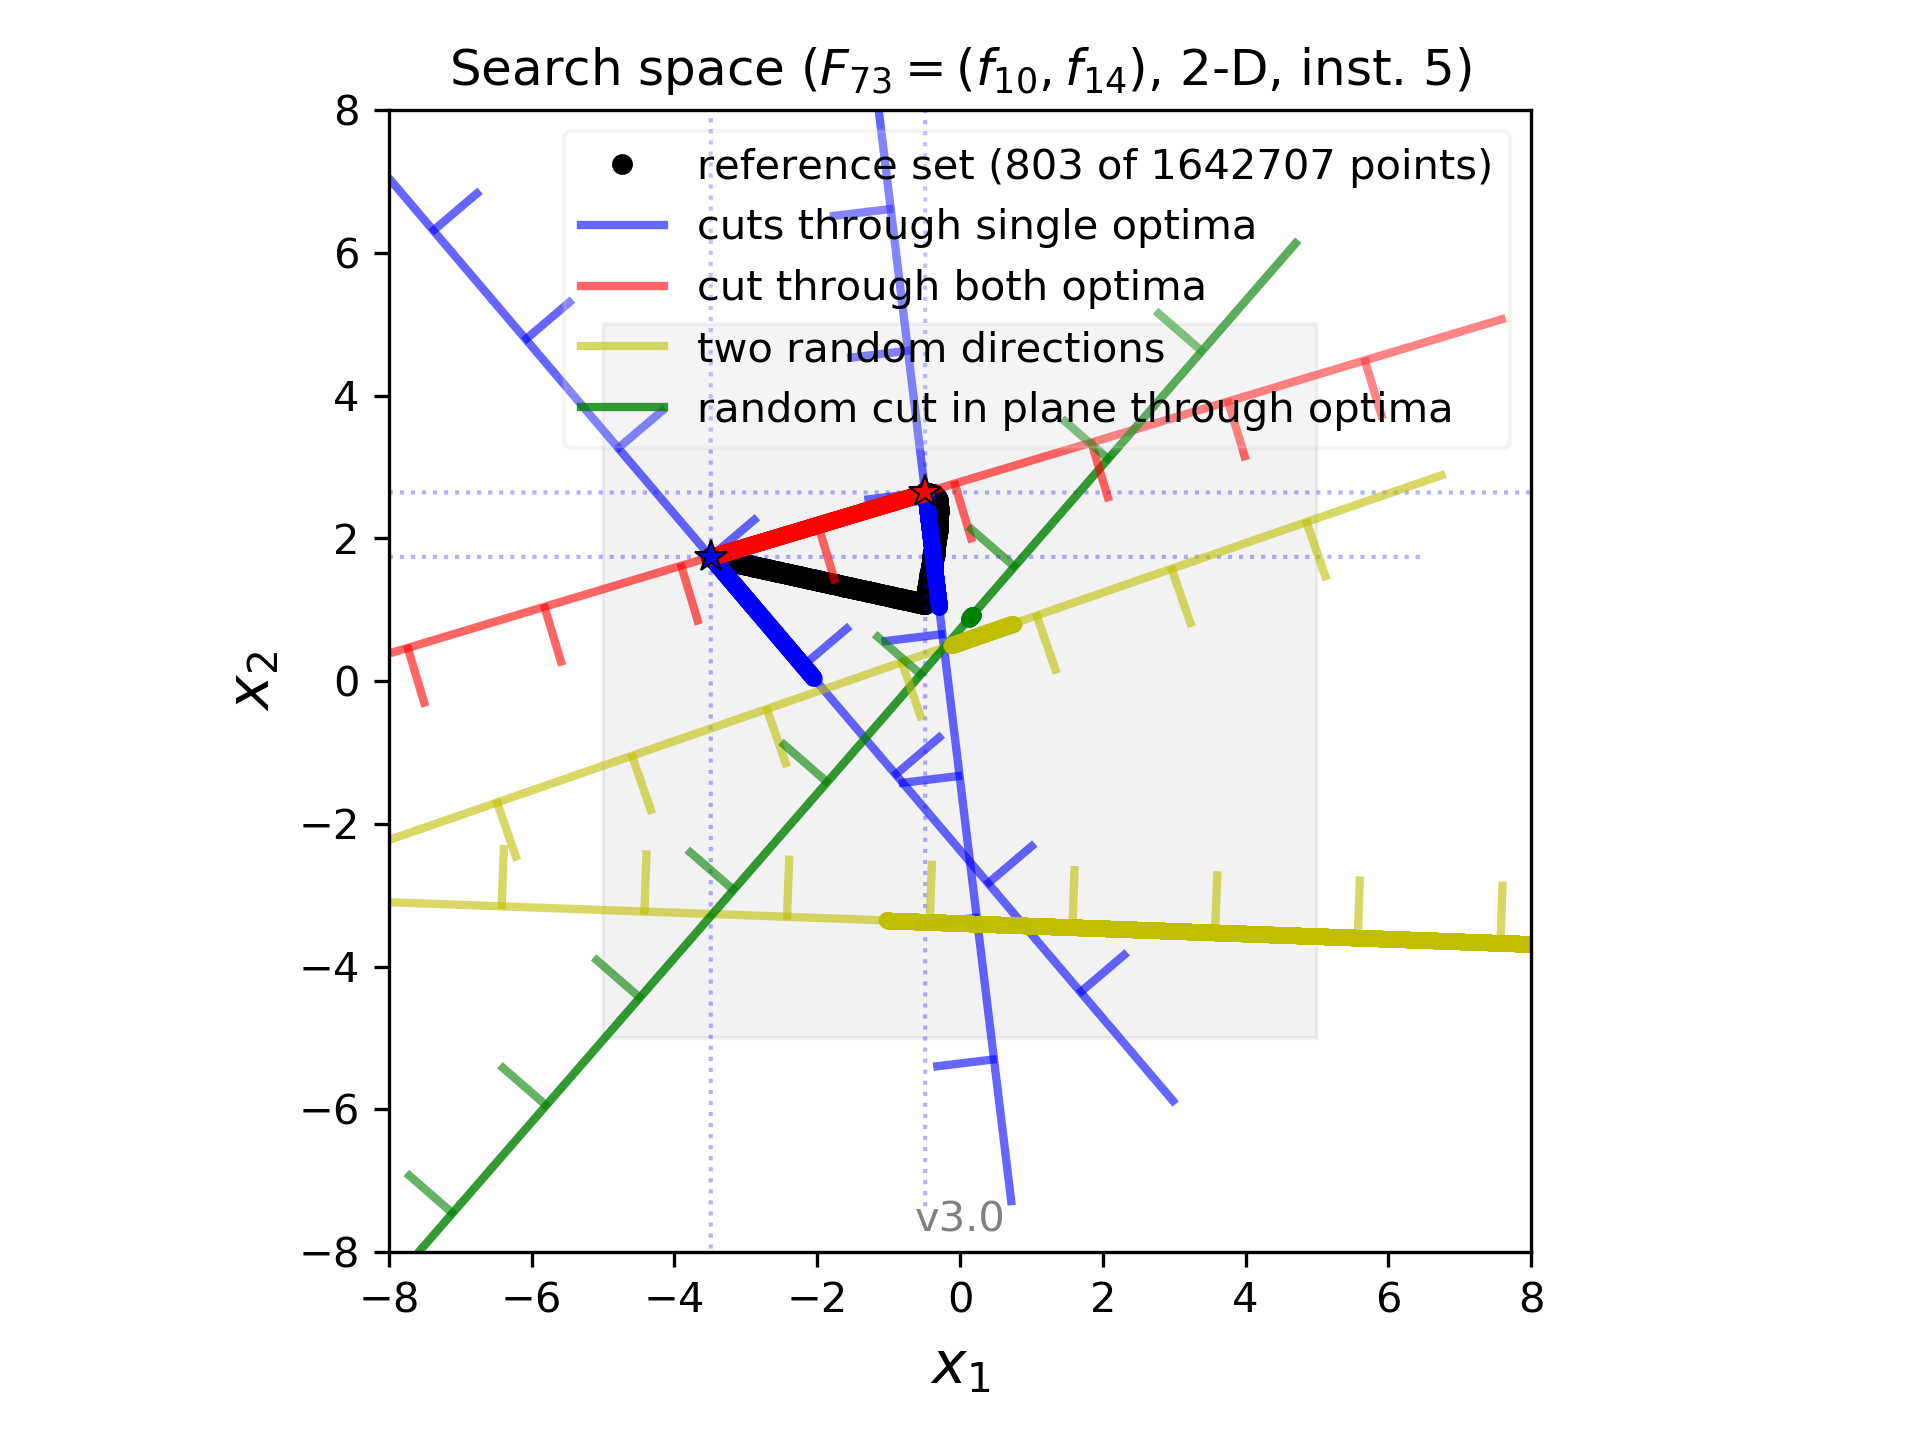 Search space (F₇₃ = (f₁₀, f₁₄), 2-D, inst. 5)
reference set (803 of 1642707 points)
cuts through single optima
cut through both optima
two random directions
random cut in plane through optima
8
6
4
2
0
−2
−4
−6
−8
x₂
v3.0
−8 −6 −4 −2 0 2 4 6 8
x₁